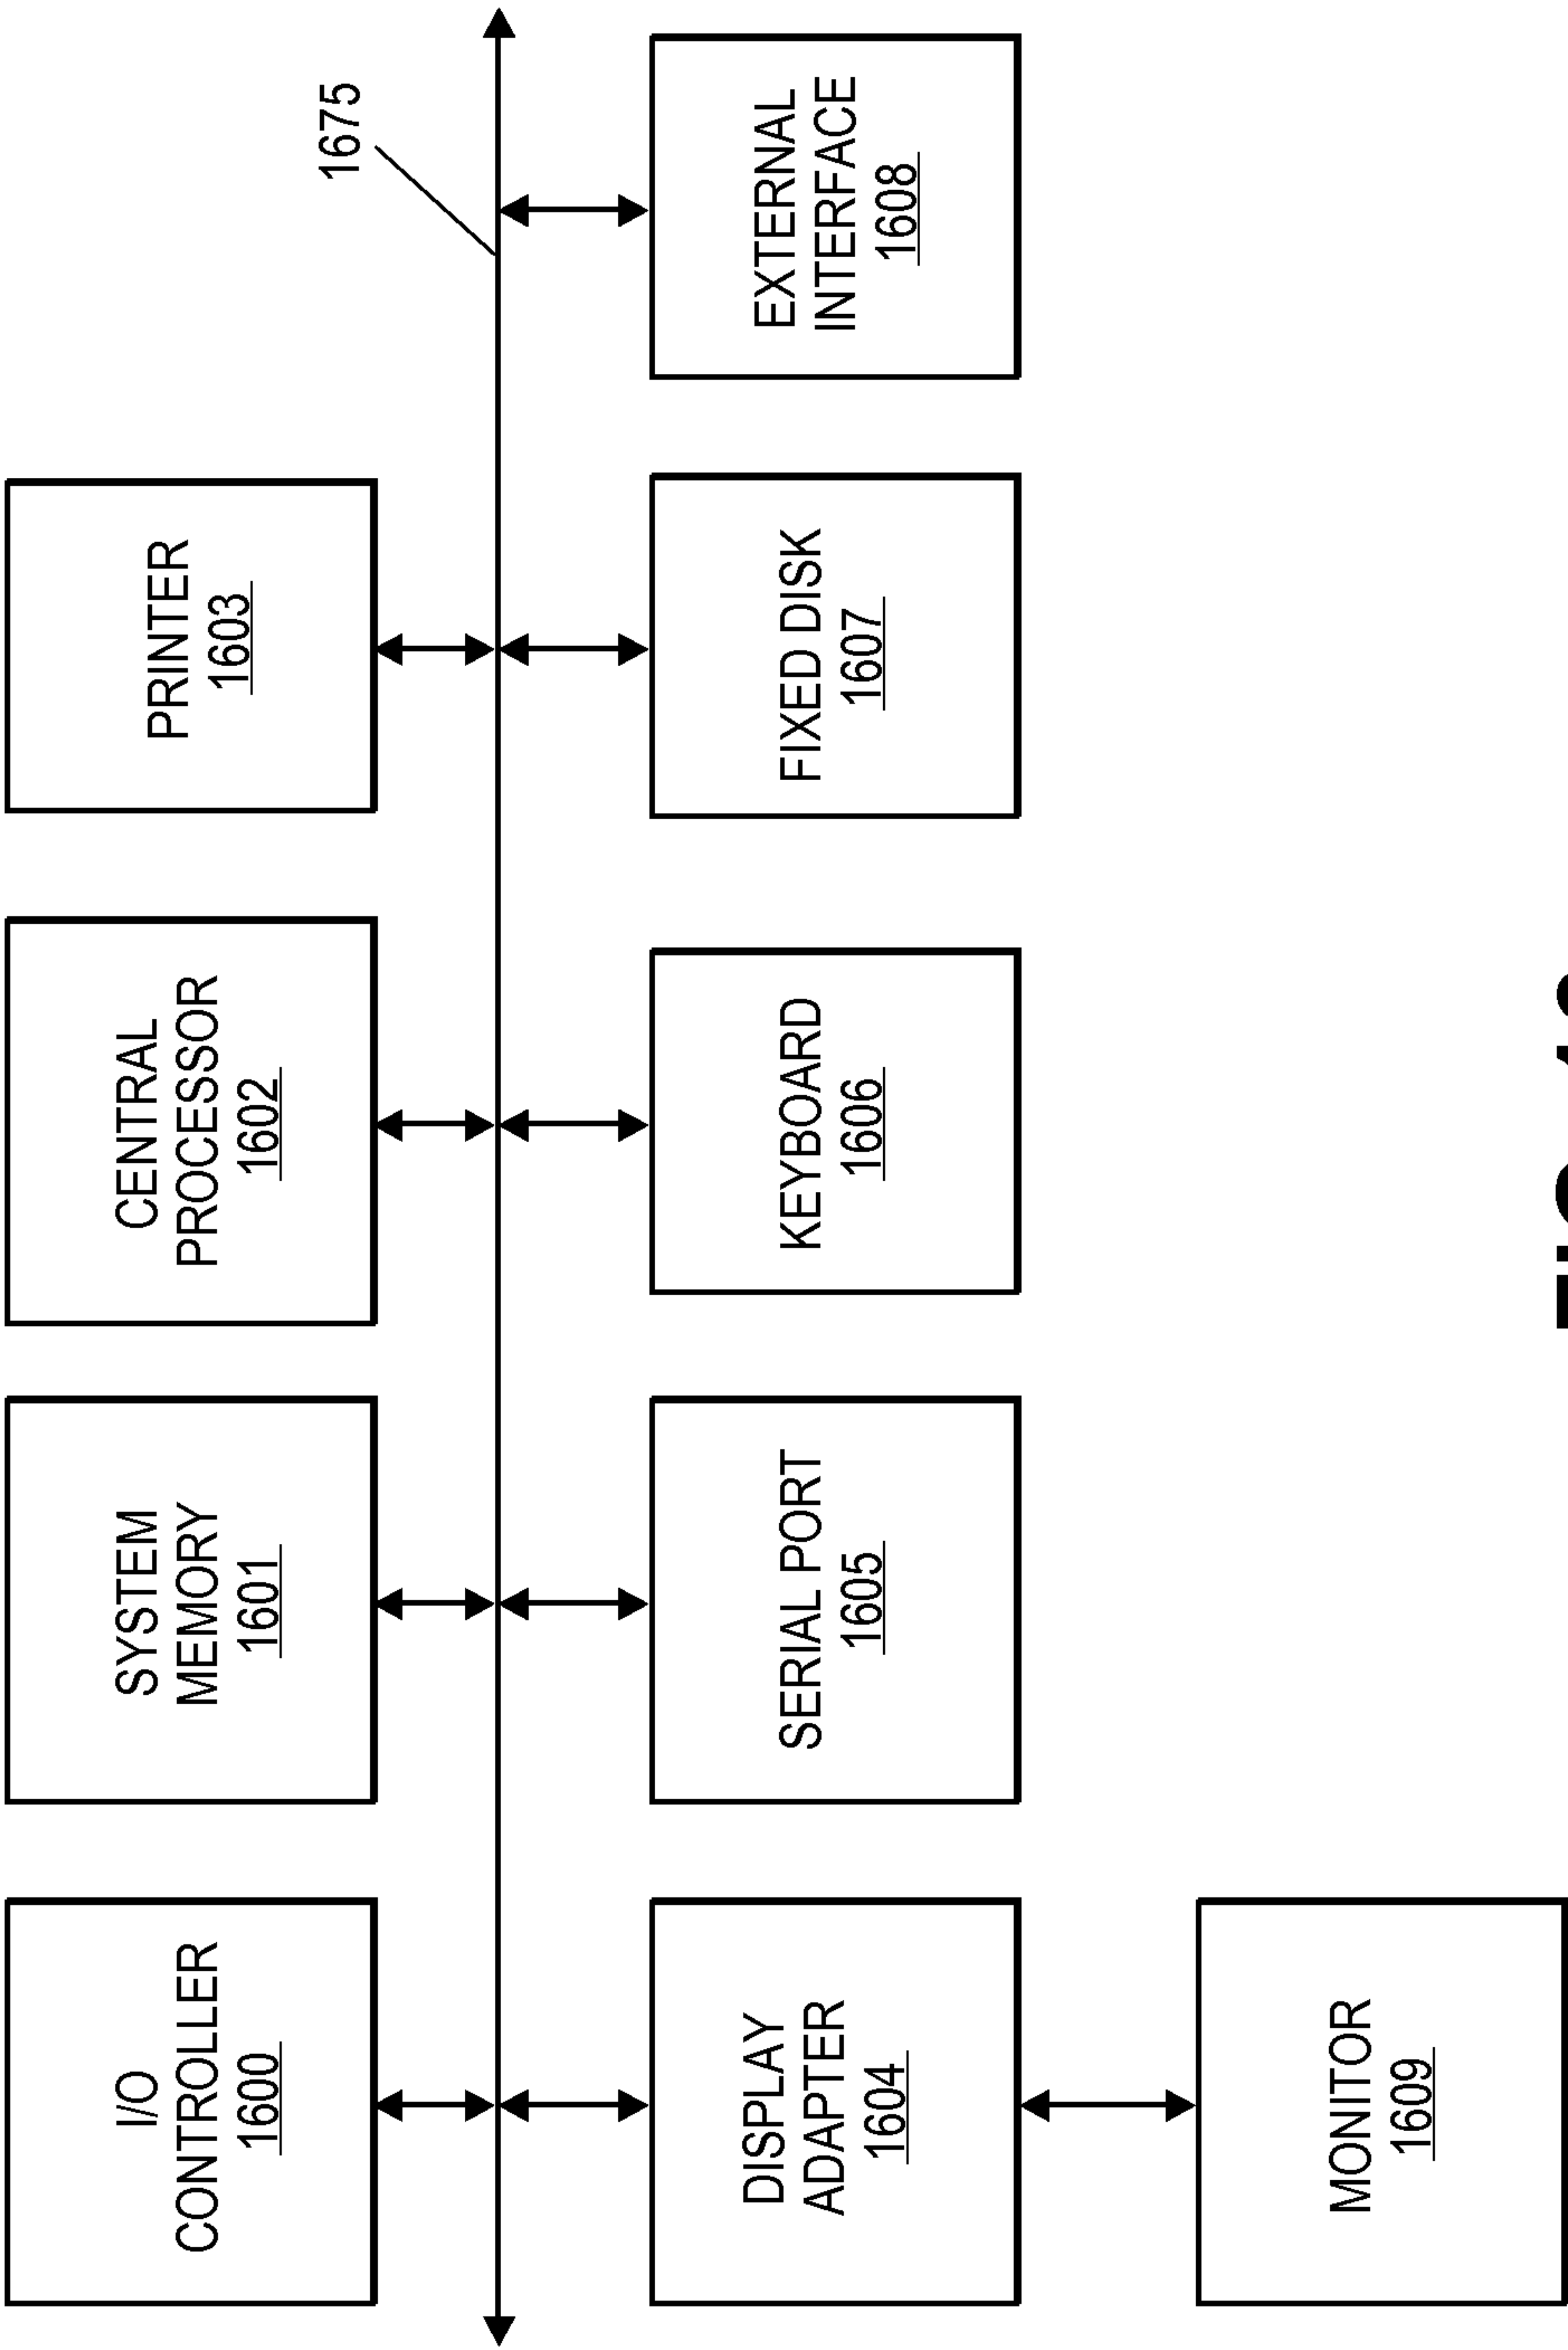 I/O
CONTROLLER
1600
SYSTEM
MEMORY
1601
CENTRAL
PROCESSOR
1602
PRINTER
1603
1675
DISPLAY
ADAPTER
1604
SERIAL PORT
1605
KEYBOARD
1606
FIXED DISK
1607
EXTERNAL
INTERFACE
1608
MONITOR
1609